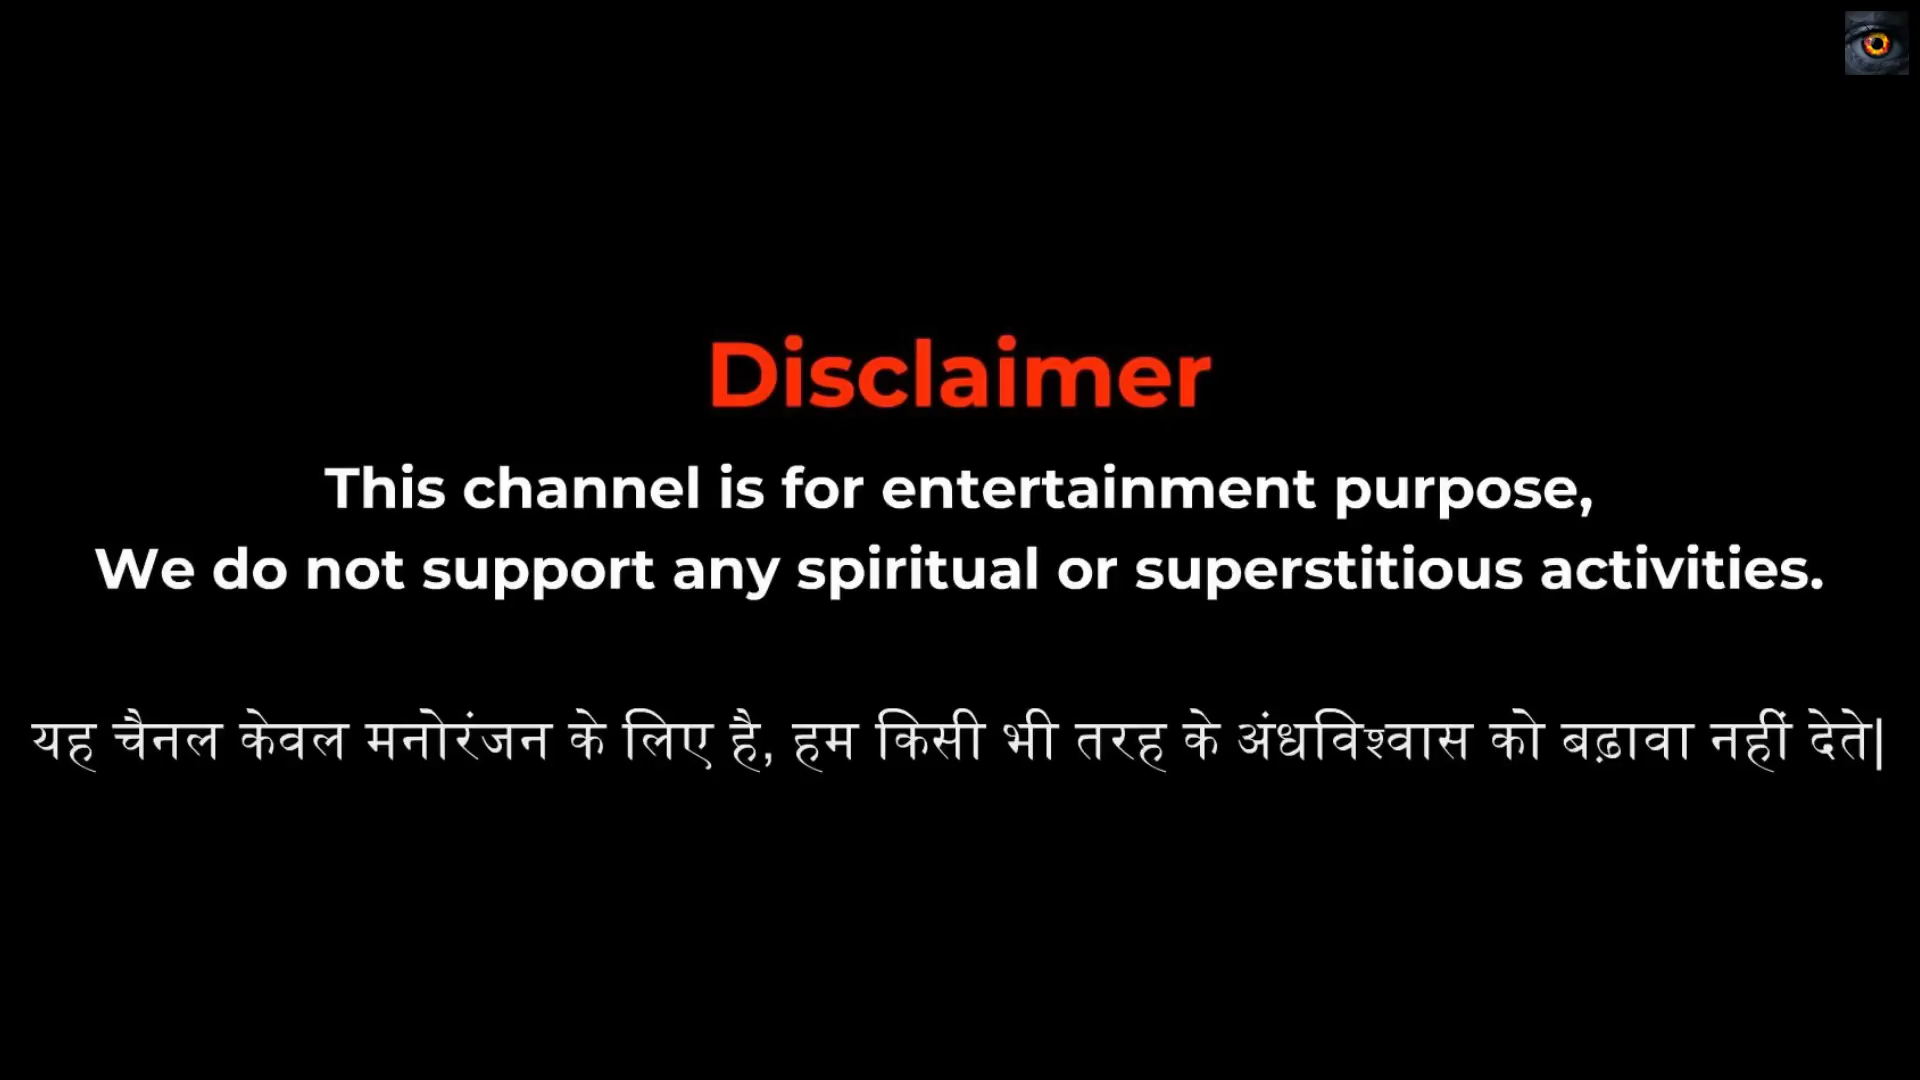 Disclaimer
This channel is for entertainment purpose,
We do not support any spiritual or superstitious activities.
यह चैनल केवल मनोरंजन के लिए है, हम किसी भी तरह के अंधविश्वास को बढ़ावा नहीं देते|